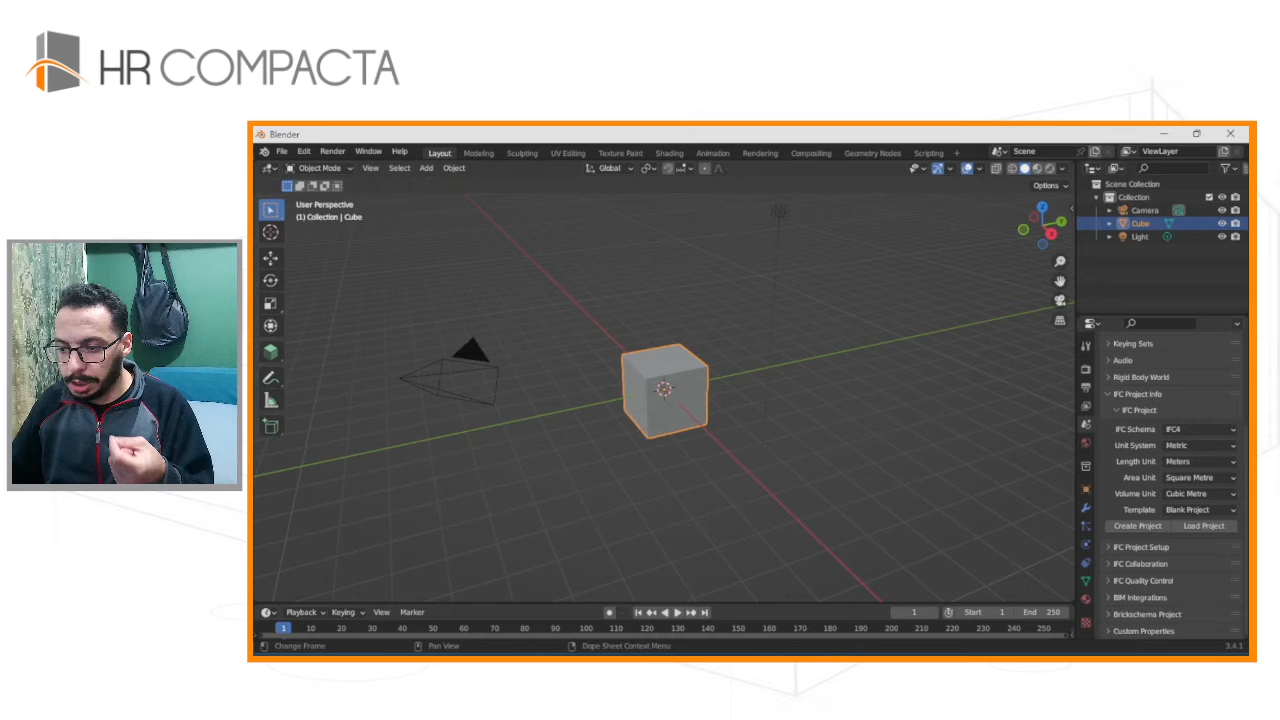 HR COMPACTA
Blender
File Edit Render Window Help Layout Modeling Sculpting UV Editing Texture Paint Shading Animation Rendering Compositing Geometry Nodes Scripting + Scene ViewLayer
Object Mode View Select Add Object Global
Options
User Perspective
(1) Collection | Cube
Z
Y
X
Scene Collection
Collection
Camera
Cube
Light
Keying Sets
Audio
Rigid Body World
IFC Project Info
IFC Project
IFC Schema IFC4
Unit System Metric
Length Unit Meters
Area Unit Square Metre
Volume Unit Cubic Metre
Template Blank Project
Create Project Load Project
IFC Project Setup
IFC Collaboration
IFC Quality Control
BIM Integrations
Brickschema Project
Custom Properties
Playback Keying View Marker 1 Start 1 End 250
1 10 20 30 40 50 60 70 80 90 100 110 120 130 140 150 160 170 180 190 200 210 220 230 240 250
Change Frame Pan View Dope Sheet Context Menu 3.4.1